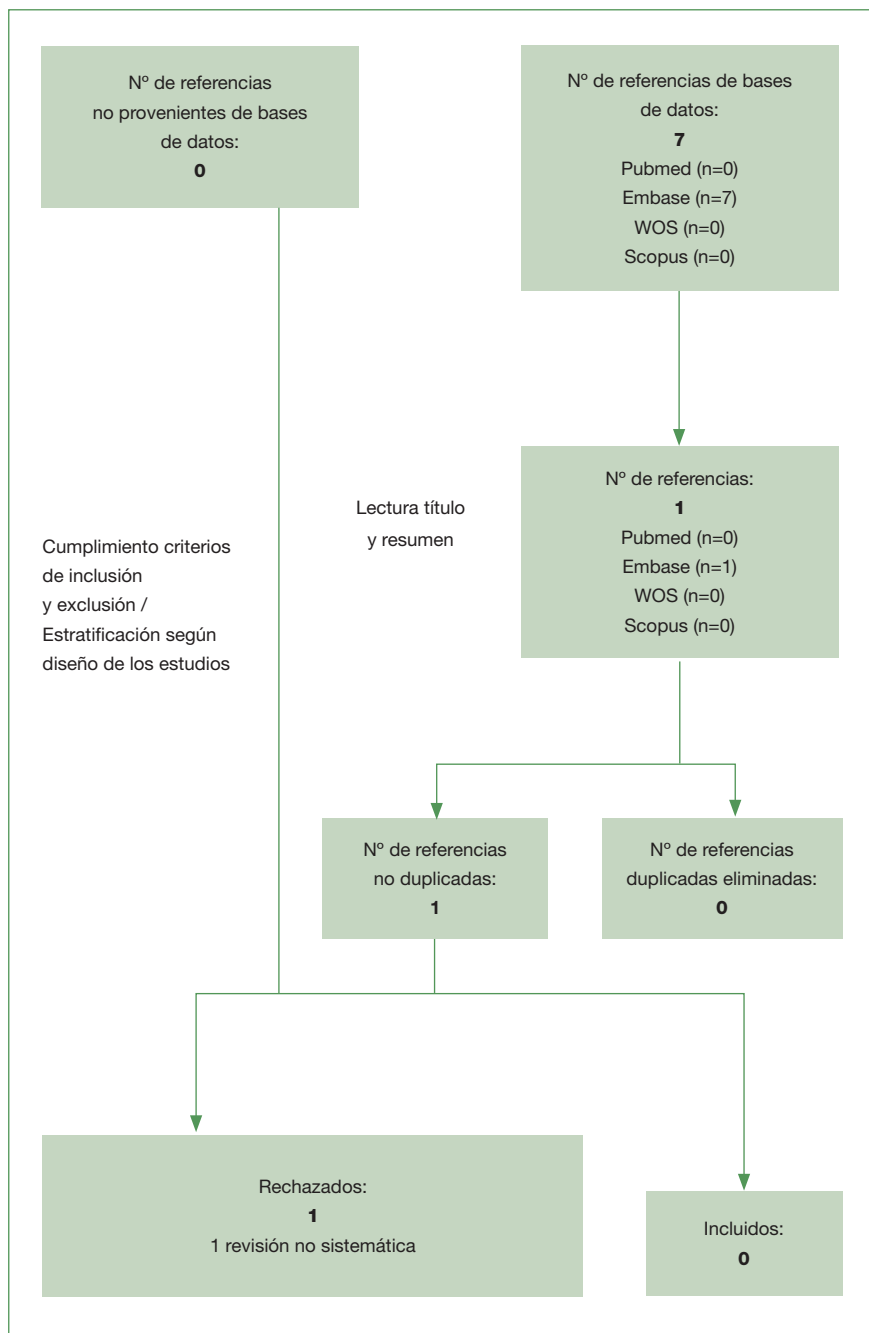 Nº de referencias
no provenientes de bases
de datos:
0
Nº de referencias de bases
de datos:
7
Pubmed (n=0)
Embase (n=7)
WOS (n=0)
Scopus (n=0)
Lectura título
y resumen
Nº de referencias:
1
Pubmed (n=0)
Embase (n=1)
WOS (n=0)
Scopus (n=0)
Cumplimiento criterios
de inclusión
y exclusión /
Estratificación según
diseño de los estudios
Nº de referencias
no duplicadas:
1
Nº de referencias
duplicadas eliminadas:
0
Rechazados:
1
1 revisión no sistemática
Incluidos:
0